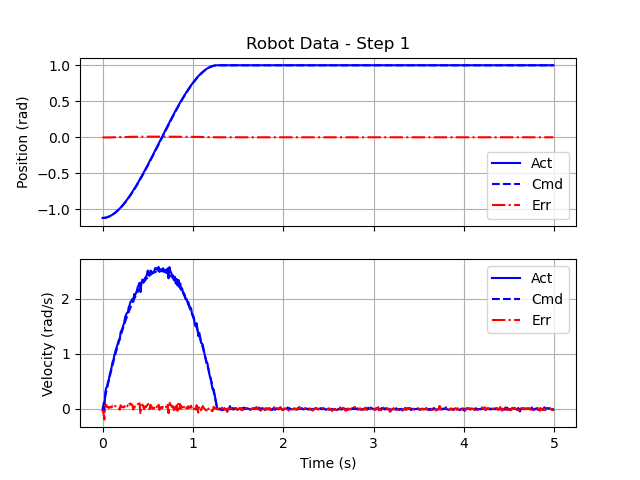 Robot Data - Step 1
1.0
0.5
0.0
−0.5
−1.0
Position (rad)
Act
Cmd
Err
2
1
0
Velocity (rad/s)
Act
Cmd
Err
0 1 2 3 4 5
Time (s)